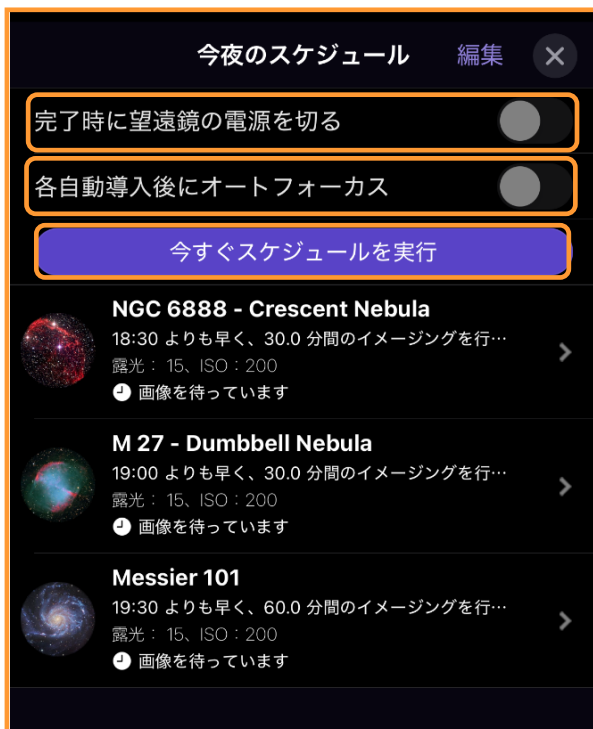 今夜のスケジュール 編集
完了時に望遠鏡の電源を切る
各自動導入後にオートフォーカス
今すぐスケジュールを実行
NGC 6888 - Crescent Nebula
18:30 よりも早く、30.0 分間のイメージングを行…
露光： 15、ISO：200
画像を待っています
M 27 - Dumbbell Nebula
19:00 よりも早く、30.0 分間のイメージングを行…
露光： 15、ISO：200
画像を待っています
Messier 101
19:30 よりも早く、60.0 分間のイメージングを行…
露光： 15、ISO：200
画像を待っています